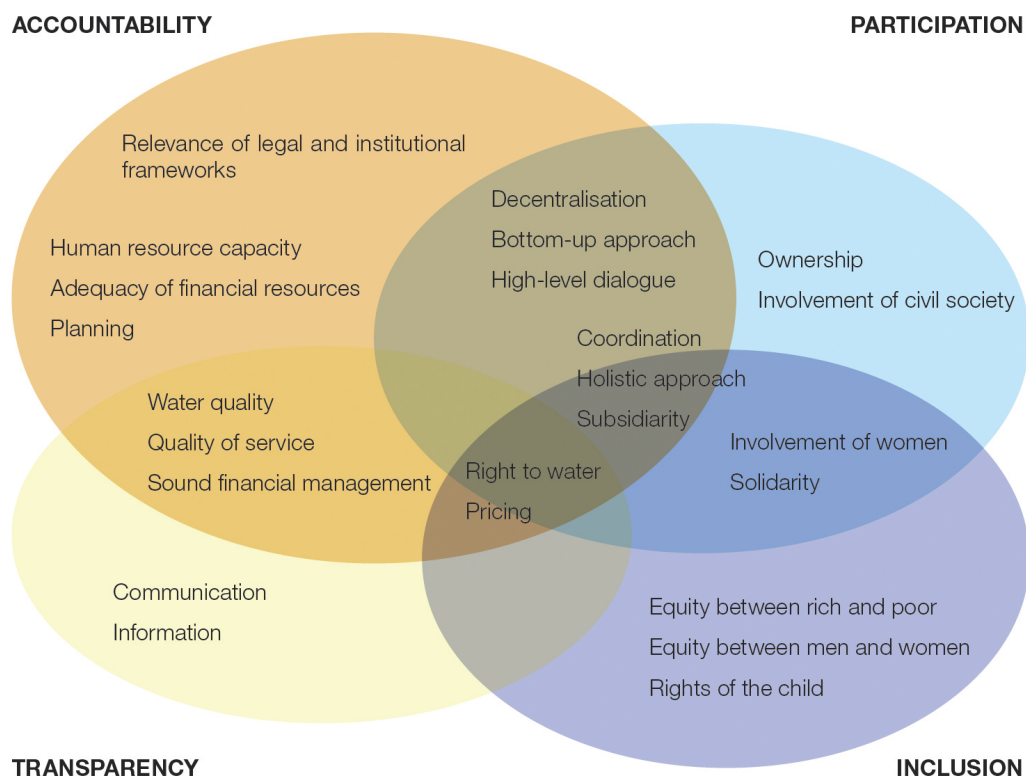 ACCOUNTABILITY
PARTICIPATION
Relevance of legal and institutional
frameworks
Decentralisation
Bottom-up approach
High-level dialogue
Human resource capacity
Adequacy of financial resources
Planning
Ownership
Involvement of civil society
Coordination
Holistic approach
Subsidiarity
Water quality
Quality of service
Sound financial management
Involvement of women
Solidarity
Right to water
Pricing
Communication
Information
Equity between rich and poor
Equity between men and women
Rights of the child
TRANSPARENCY
INCLUSION